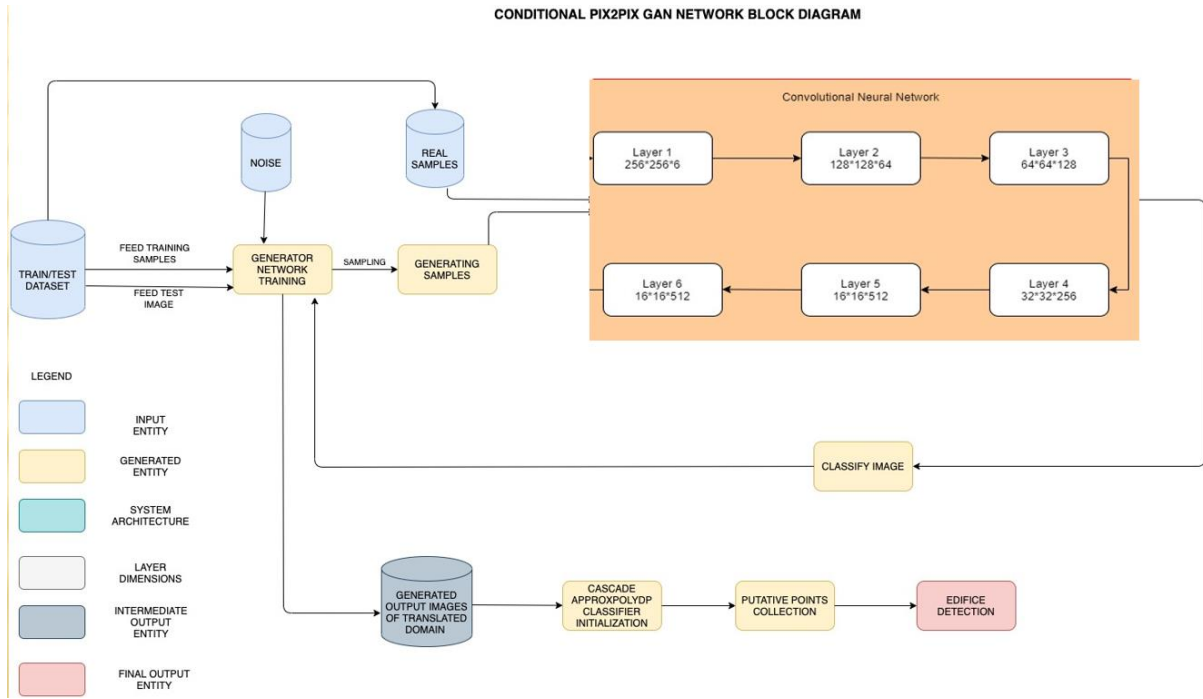 CONDITIONAL PIX2PIX GAN NETWORK BLOCK DIAGRAM
Convolutional Neural Network
Layer 1
256*256*6
Layer 2
128*128*64
Layer 3
64*64*128
NOISE
REAL
SAMPLES
TRAIN/TEST
DATASET
FEED TRAINING
SAMPLES
FEED TEST
IMAGE
GENERATOR
NETWORK
TRAINING
SAMPLING
GENERATING
SAMPLES
Layer 6
16*16*512
Layer 5
16*16*512
Layer 4
32*32*256
LEGEND
INPUT
ENTITY
GENERATED
ENTITY
SYSTEM
ARCHITECTURE
LAYER
DIMENSIONS
INTERMEDIATE
OUTPUT
ENTITY
FINAL OUTPUT
ENTITY
CLASSIFY IMAGE
GENERATED
OUTPUT IMAGES
OF TRANSLATED
DOMAIN
CASCADE
APPROXPOLYDP
CLASSIFIER
INITIALIZATION
PUTATIVE POINTS
COLLECTION
EDIFICE
DETECTION